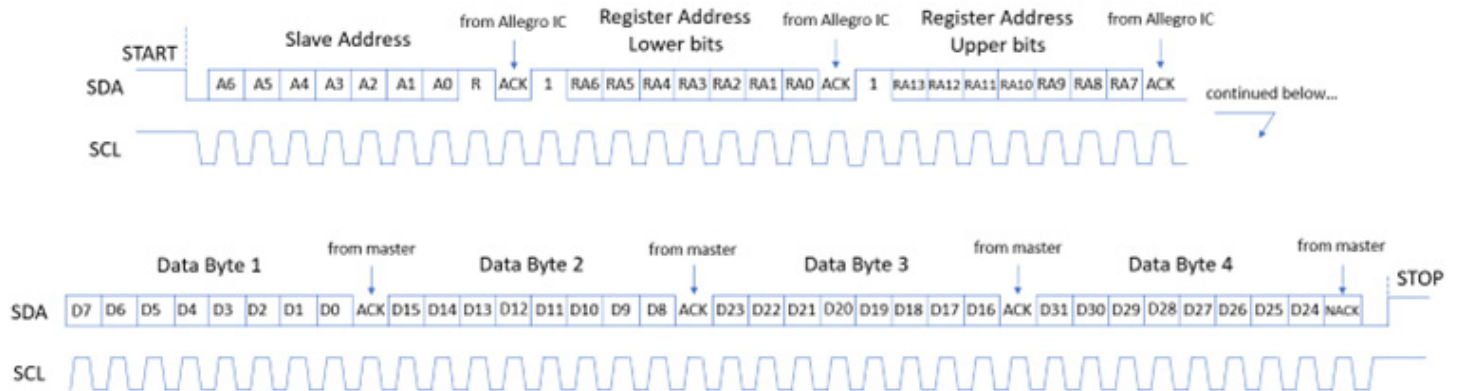 from Allegro IC Register Address from Allegro IC Register Address from Allegro IC
Slave Address Lower bits Upper bits
START
SDA A6 A5 A4 A3 A2 A1 A0 R ACK 1 RA6 RA5 RA4 RA3 RA2 RA1 RA0 ACK 1 RA13 RA12 RA11 RA10 RA9 RA8 RA7 ACK
continued below...
SCL
from master from master from master from master
Data Byte 1 Data Byte 2 Data Byte 3 Data Byte 4
STOP
SDA D7 D6 D5 D4 D3 D2 D1 D0 ACK D15 D14 D13 D12 D11 D10 D9 D8 ACK D23 D22 D21 D20 D19 D18 D17 D16 ACK D31 D30 D29 D28 D27 D26 D25 D24 NACK
SCL